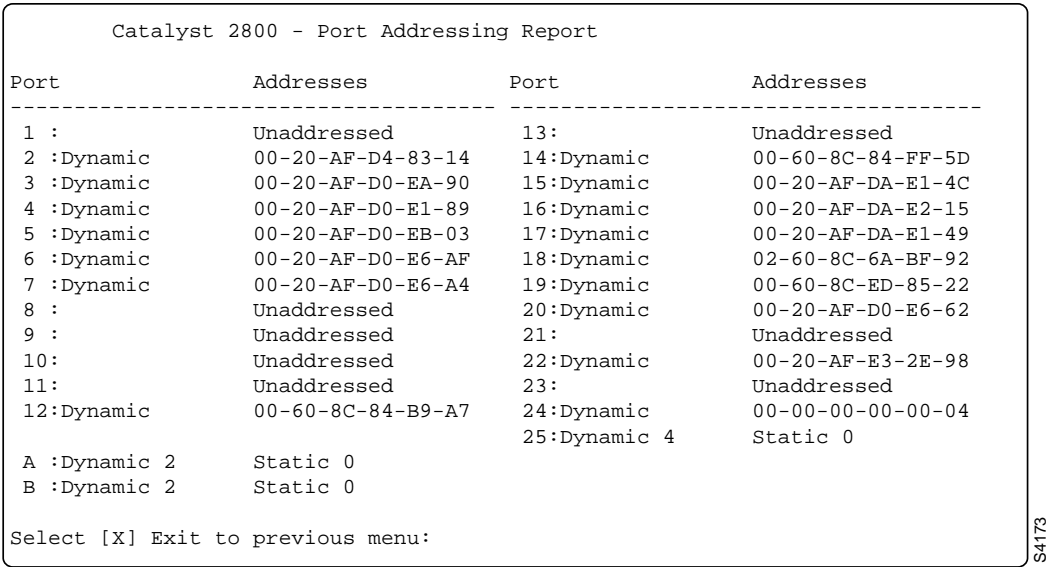 Catalyst 2800 - Port Addressing Report
Port Addresses Port Addresses
-------------------------------------- -------------------------------------
1 : Unaddressed 13: Unaddressed
2 :Dynamic 00-20-AF-D4-83-14 14:Dynamic 00-60-8C-84-FF-5D
3 :Dynamic 00-20-AF-D0-EA-90 15:Dynamic 00-20-AF-DA-E1-4C
4 :Dynamic 00-20-AF-D0-E1-89 16:Dynamic 00-20-AF-DA-E2-15
5 :Dynamic 00-20-AF-D0-EB-03 17:Dynamic 00-20-AF-DA-E1-49
6 :Dynamic 00-20-AF-D0-E6-AF 18:Dynamic 02-60-8C-6A-BF-92
7 :Dynamic 00-20-AF-D0-E6-A4 19:Dynamic 00-60-8C-ED-85-22
8 : Unaddressed 20:Dynamic 00-20-AF-D0-E6-62
9 : Unaddressed 21: Unaddressed
10: Unaddressed 22:Dynamic 00-20-AF-E3-2E-98
11: Unaddressed 23: Unaddressed
12:Dynamic 00-60-8C-84-B9-A7 24:Dynamic 00-00-00-00-00-04
25:Dynamic 4 Static 0
A :Dynamic 2 Static 0
B :Dynamic 2 Static 0
Select [X] Exit to previous menu:
S4173